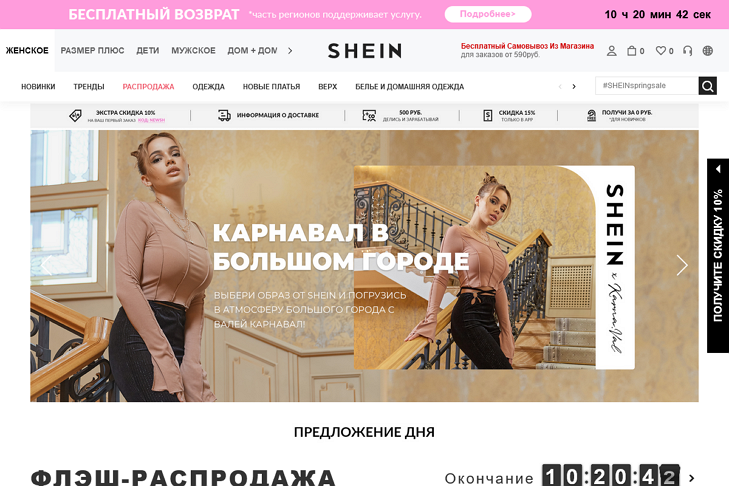 БЕСПЛАТНЫЙ ВОЗВРАТ *часть регионов поддерживает услугу. Подробнее> 10 ч 20 мин 42 сек
ЖЕНСКОЕ РАЗМЕР ПЛЮС ДЕТИ МУЖСКОЕ ДОМ + ДОМ
SHEIN
Бесплатный Самовывоз Из Магазина
для заказов от 590руб.
0 0
НОВИНКИ ТРЕНДЫ РАСПРОДАЖА ОДЕЖДА НОВЫЕ ПЛАТЬЯ ВЕРХ БЕЛЬЕ И ДОМАШНЯЯ ОДЕЖДА
#SHEINspringsale
ЭКСТРА СКИДКА 10%
НА ВАШ ПЕРВЫЙ ЗАКАЗ
ИНФОРМАЦИЯ О ДОСТАВКЕ
500 РУБ.
ДЕЛИСЬ И ЗАРАБАТЫВАЙ
СКИДКА 15%
ТОЛЬКО В APP
ПОЛУЧИ ЗА 0 РУБ.
*ДЛЯ НОВИЧКОВ
КАРНАВАЛ В
БОЛЬШОМ ГОРОДЕ
ВЫБЕРИ ОБРАЗ ОТ SHEIN И ПОГРУЗИСЬ
В АТМОСФЕРУ БОЛЬШОГО ГОРОДА С
ВАЛЕЙ КАРНАВАЛ!
SHEIN x KarnaVal
ПОЛУЧИТЕ СКИДКУ 10%
ПРЕДЛОЖЕНИЕ ДНЯ
ФЛЭШ-РАСПРОДАЖА
Окончание 10:20:42